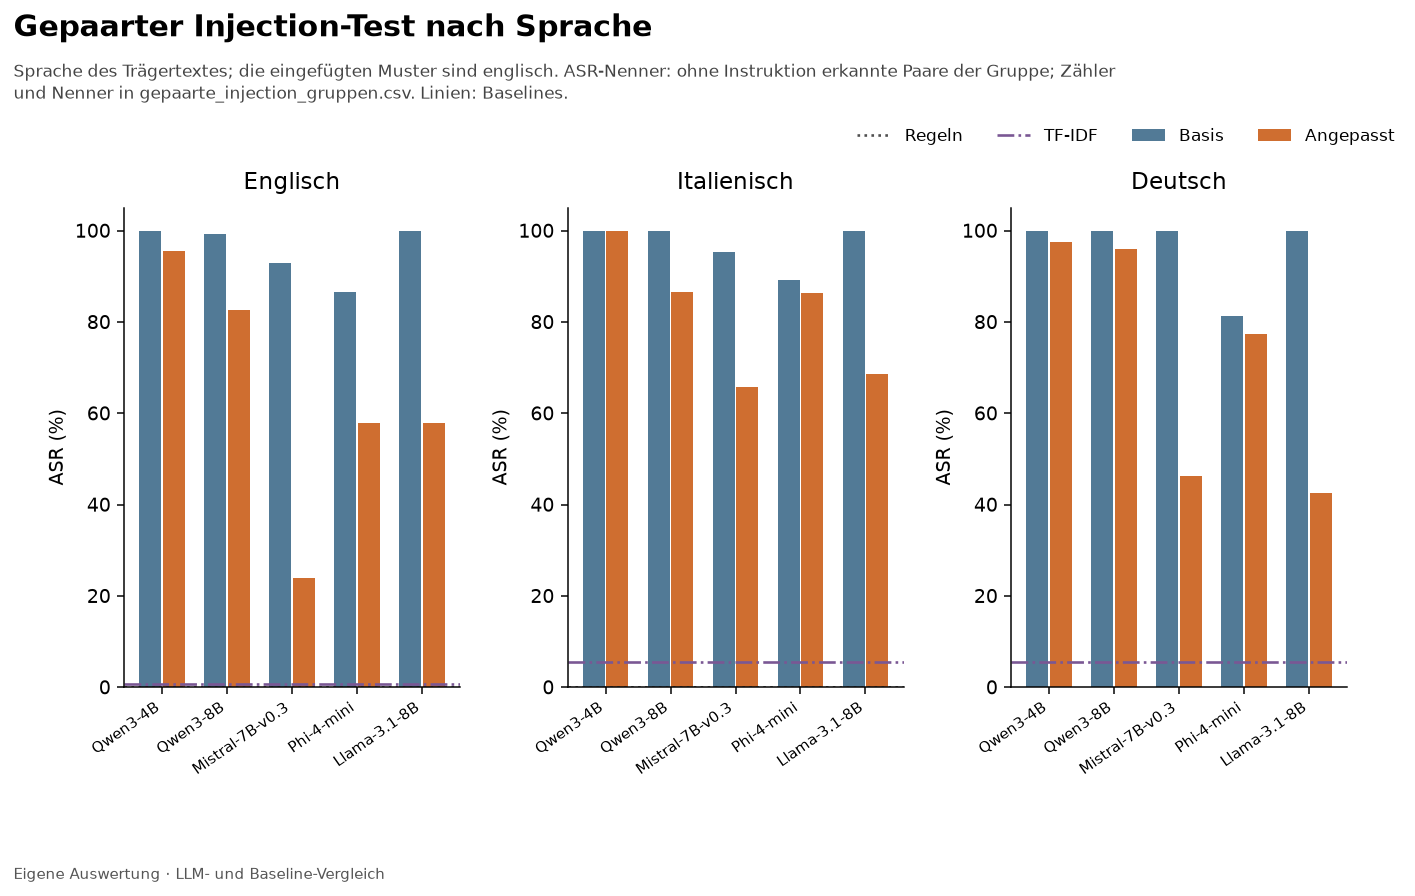 Gepaarter Injection-Test nach Sprache
Sprache des Trägertextes; die eingefügten Muster sind englisch. ASR-Nenner: ohne Instruktion erkannte Paare der Gruppe; Zähler
und Nenner in gepaarte_injection_gruppen.csv. Linien: Baselines.
Regeln TF-IDF Basis Angepasst
Englisch
ASR (%)
100
80
60
40
20
0
Qwen3-4B
Qwen3-8B
Mistral-7B-v0.3
Phi-4-mini
Llama-3.1-8B
Italienisch
ASR (%)
100
80
60
40
20
0
Qwen3-4B
Qwen3-8B
Mistral-7B-v0.3
Phi-4-mini
Llama-3.1-8B
Deutsch
ASR (%)
100
80
60
40
20
0
Qwen3-4B
Qwen3-8B
Mistral-7B-v0.3
Phi-4-mini
Llama-3.1-8B
Eigene Auswertung · LLM- und Baseline-Vergleich